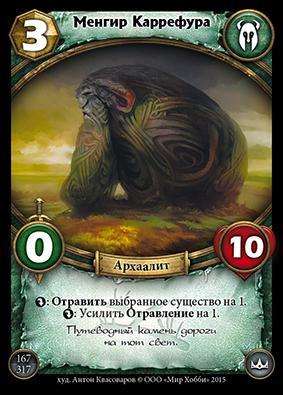 3
Менгир Каррефура
0
Архаалит
10
: Отравить выбранное существо на 1.
: Усилить Отравление на 1.
Путеводный камень дороги
на тот свет.
167
317
худ. Антон Квасоваров © ООО «Мир Хобби» 2015